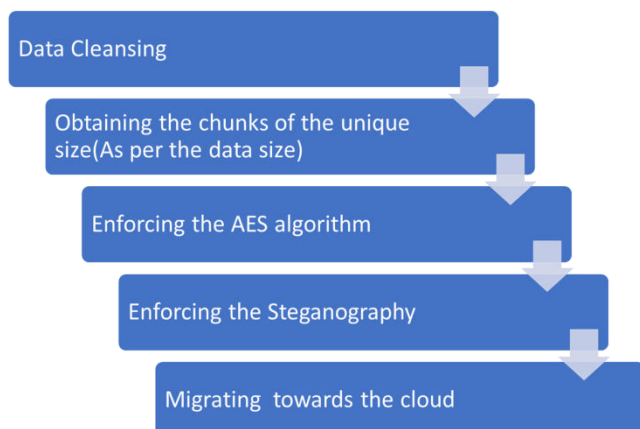 Data Cleansing
Obtaining the chunks of the unique
size(As per the data size)
Enforcing the AES algorithm
Enforcing the Steganography
Migrating  towards the cloud